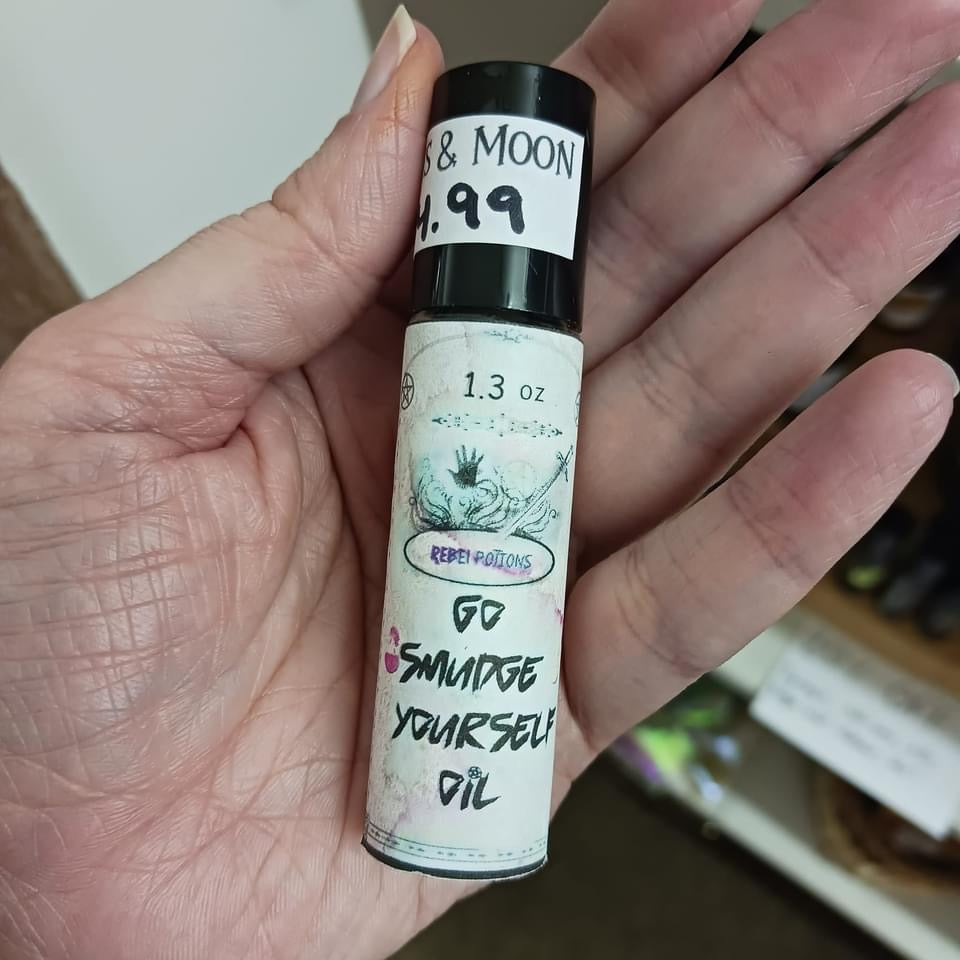 & MOON
.99
1.3 oz
REBEL POTIONS
GO
SMUDGE
YOURSELF
OIL